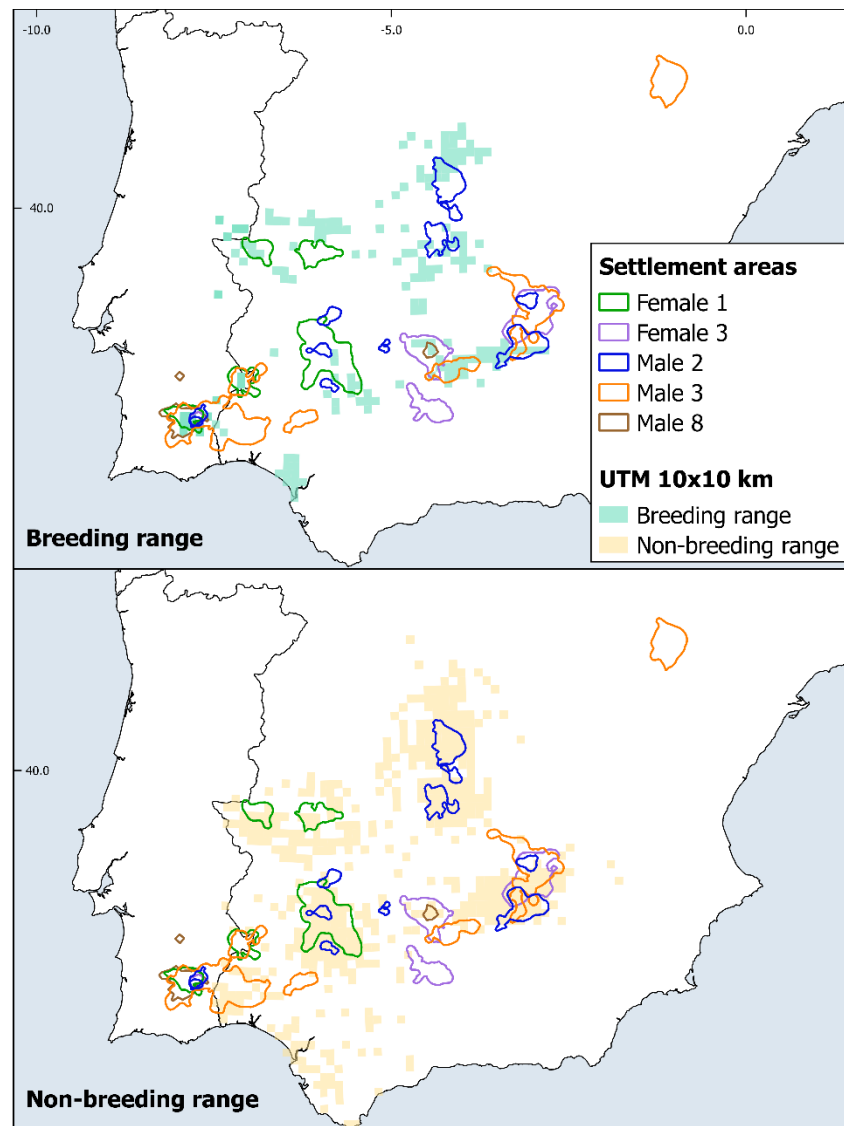 -10.0 -5.0 0.0
40.0
Settlement areas
Female 1
Female 3
Male 2
Male 3
Male 8
UTM 10x10 km
Breeding range
Non-breeding range
Breeding range
40.0
Non-breeding range